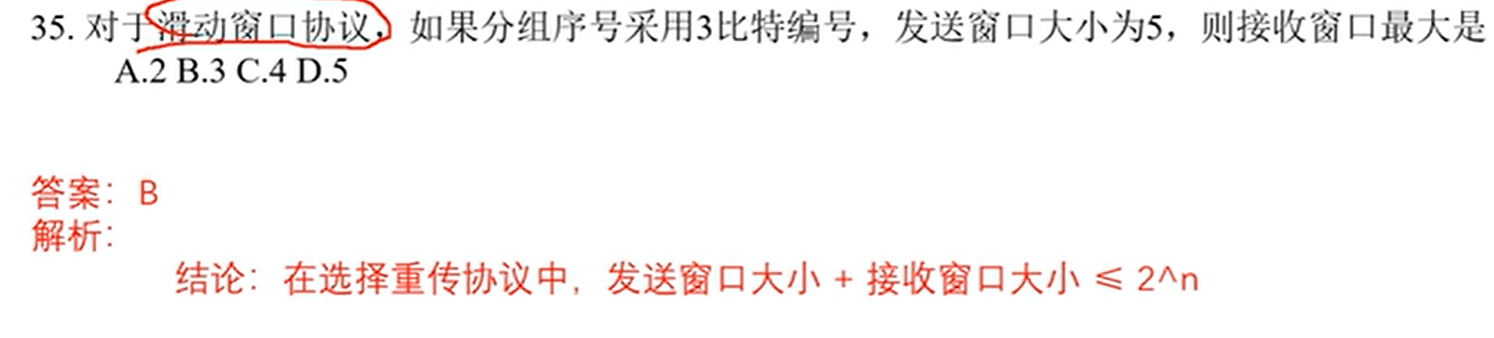 35. 对于滑动窗口协议，如果分组序号采用3比特编号，发送窗口大小为5，则接收窗口最大是
A.2 B.3 C.4 D.5
答案：B
解析：
结论：在选择重传协议中，发送窗口大小 + 接收窗口大小 ≤ 2^n